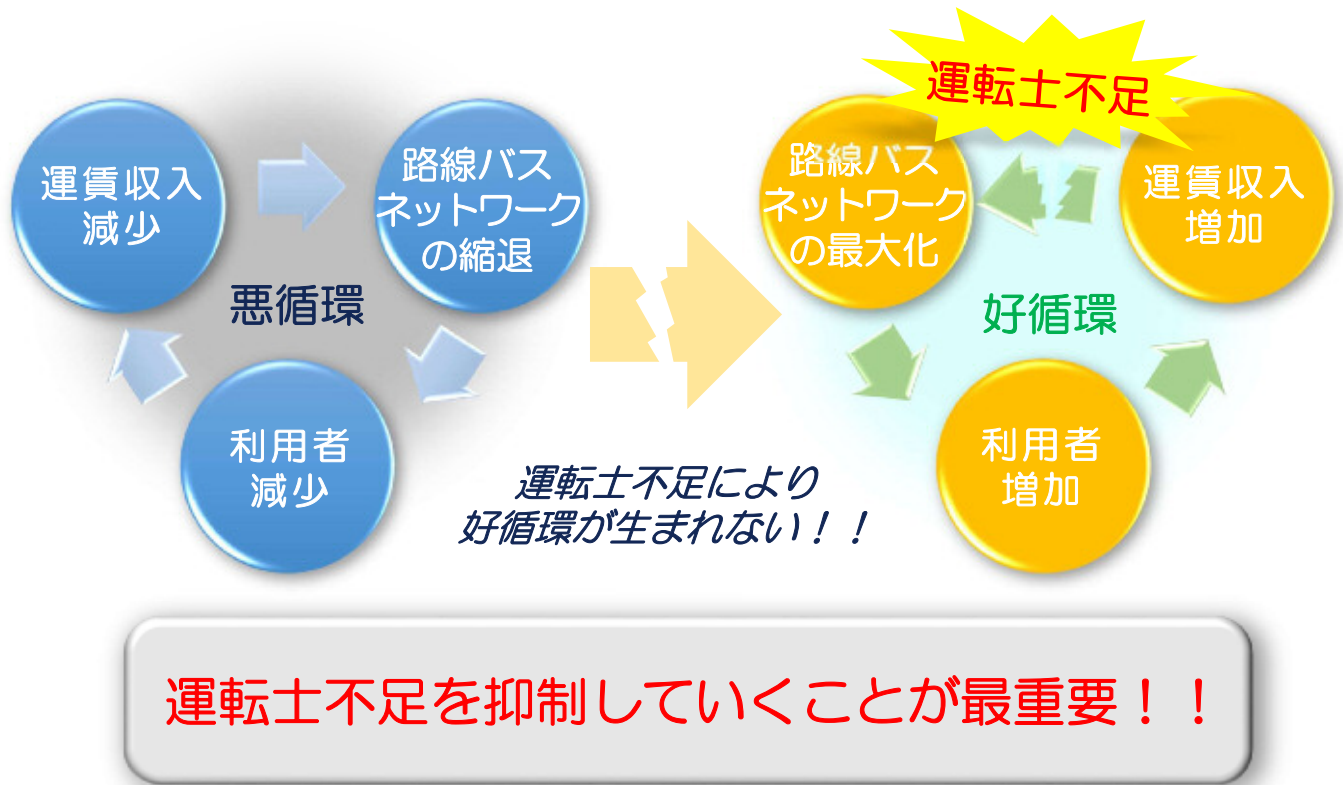 運賃収入
減少
路線バス
ネットワーク
の縮退
悪循環
利用者
減少
運転士不足
路線バス
ネットワーク
の最大化
運賃収入
増加
好循環
利用者
増加
運転士不足により
好循環が生まれない！！
運転士不足を抑制していくことが最重要！！